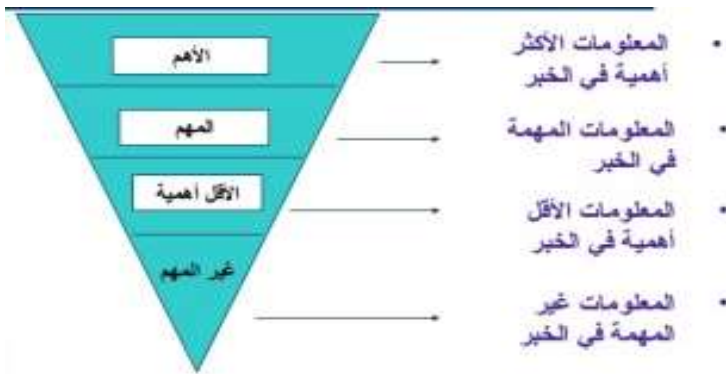 الأهم
المهم
الأقل أهمية
غير المهم
• المعلومات الأكثر
أهمية في الخبر
• المعلومات المهمة
في الخبر
• المعلومات الأقل
أهمية في الخبر
• المعلومات غير
المهمة في الخبر